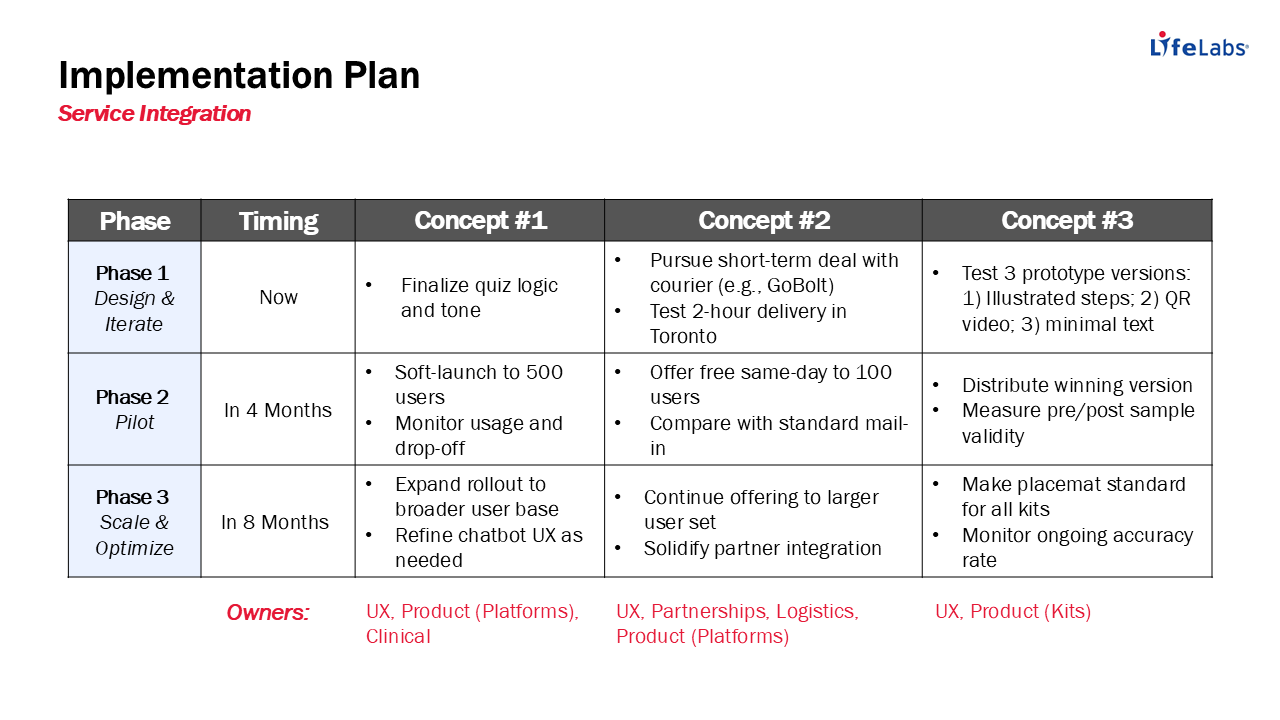 LifeLabs
Implementation Plan
Service Integration
Phase
Timing
Concept #1
Concept #2
Concept #3
Phase 1
Design &
Iterate
Now
• Finalize quiz logic
and tone
• Pursue short-term deal with
courier (e.g., GoBolt)
• Test 2-hour delivery in
Toronto
• Test 3 prototype versions:
1) Illustrated steps; 2) QR
video; 3) minimal text
Phase 2
Pilot
In 4 Months
• Soft-launch to 500
users
• Monitor usage and
drop-off
• Offer free same-day to 100
users
• Compare with standard mail-
in
• Distribute winning version
• Measure pre/post sample
validity
Phase 3
Scale &
Optimize
In 8 Months
• Expand rollout to
broader user base
• Refine chatbot UX as
needed
• Continue offering to larger
user set
• Solidify partner integration
• Make placemat standard
for all kits
• Monitor ongoing accuracy
rate
Owners:
UX, Product (Platforms),
Clinical
UX, Partnerships, Logistics,
Product (Platforms)
UX, Product (Kits)